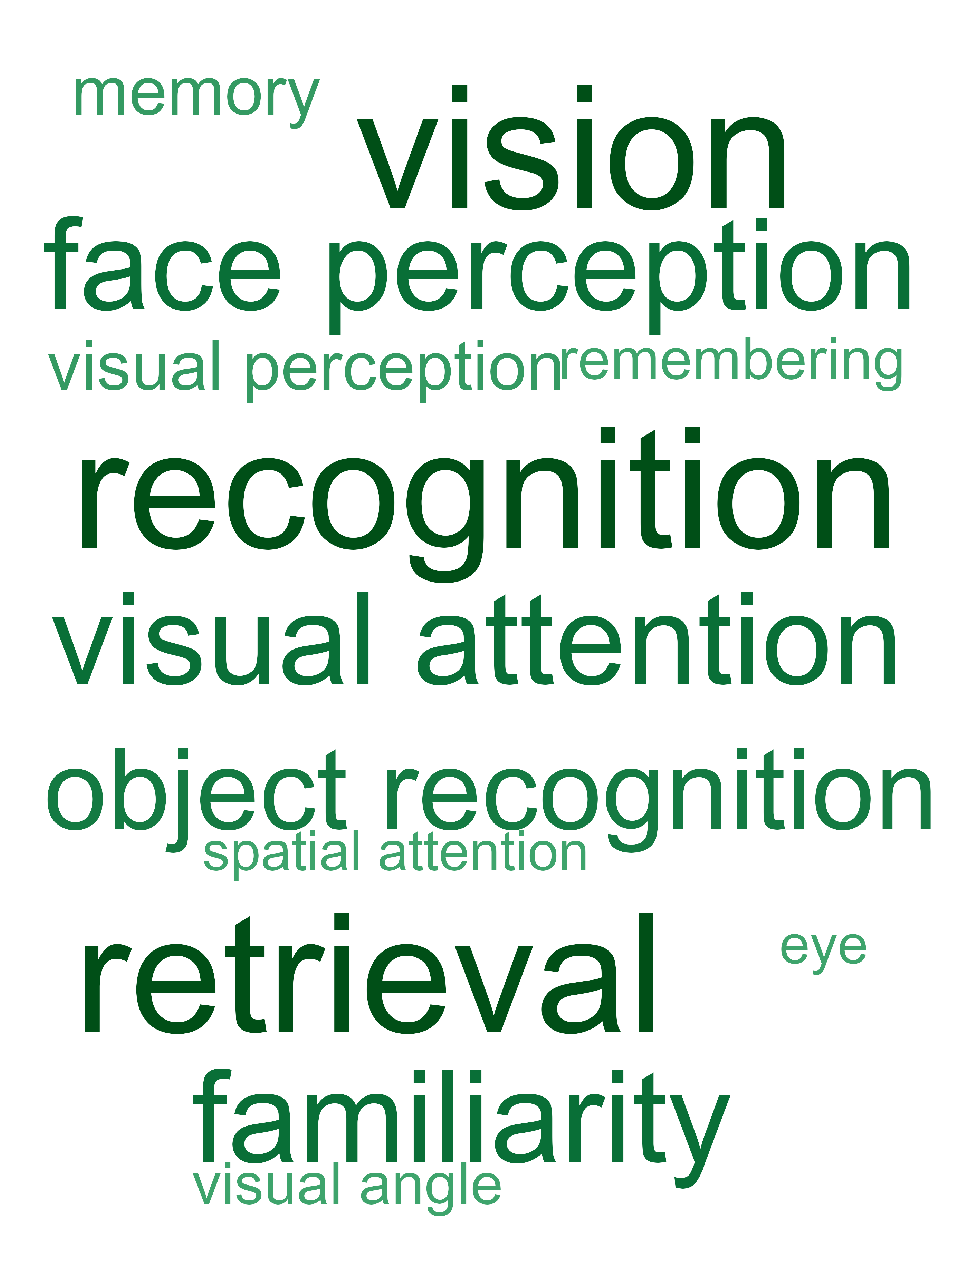 memory
vision
face perception
visual perception
remembering
recognition
visual attention
object recognition
spatial attention
retrieval
eye
familiarity
visual angle